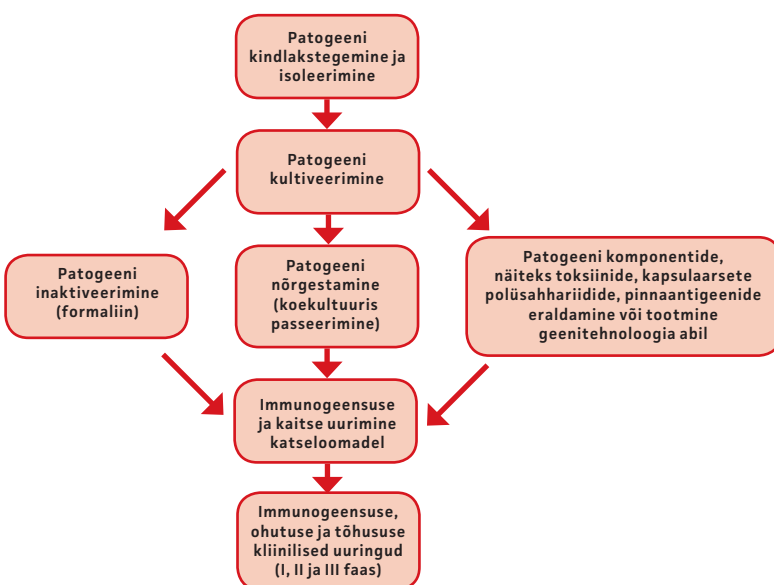 Patogeeni
kindlakstegemine ja
isoleerimine
Patogeeni
kultiveerimine
Patogeeni
inaktiveerimine
(formaliin)
Patogeeni
nõrgestamine
(koekultuuris
passeerimine)
Patogeeni komponentide,
näiteks toksiinide, kapsulaarsete
polüsahhariidide, pinnaantigeenide
eraldamine või tootmine
geenitehnoloogia abil
Immunogeensuse
ja kaitse uurimine
katseloomadel
Immunogeensuse,
ohutuse ja tõhususe
kliinilised uuringud
(I, II ja III faas)